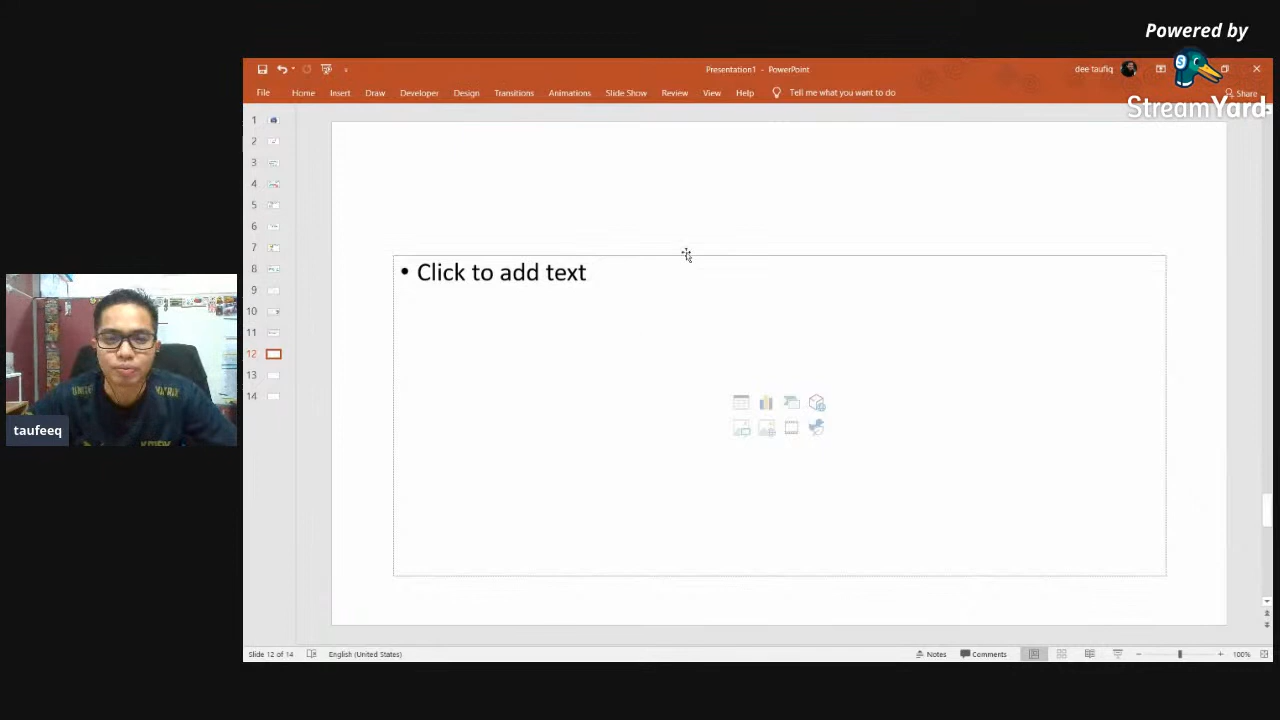 Powered by
StreamYard
Presentation1 - PowerPoint
dee taufiq
File Home Insert Draw Developer Design Transitions Animations Slide Show Review View Help Tell me what you want to do
Share
1
2
3
4
5
6
7
8
9
10
11
12
13
14
• Click to add text
taufeeq
Slide 12 of 14 English (United States) Notes Comments 100%